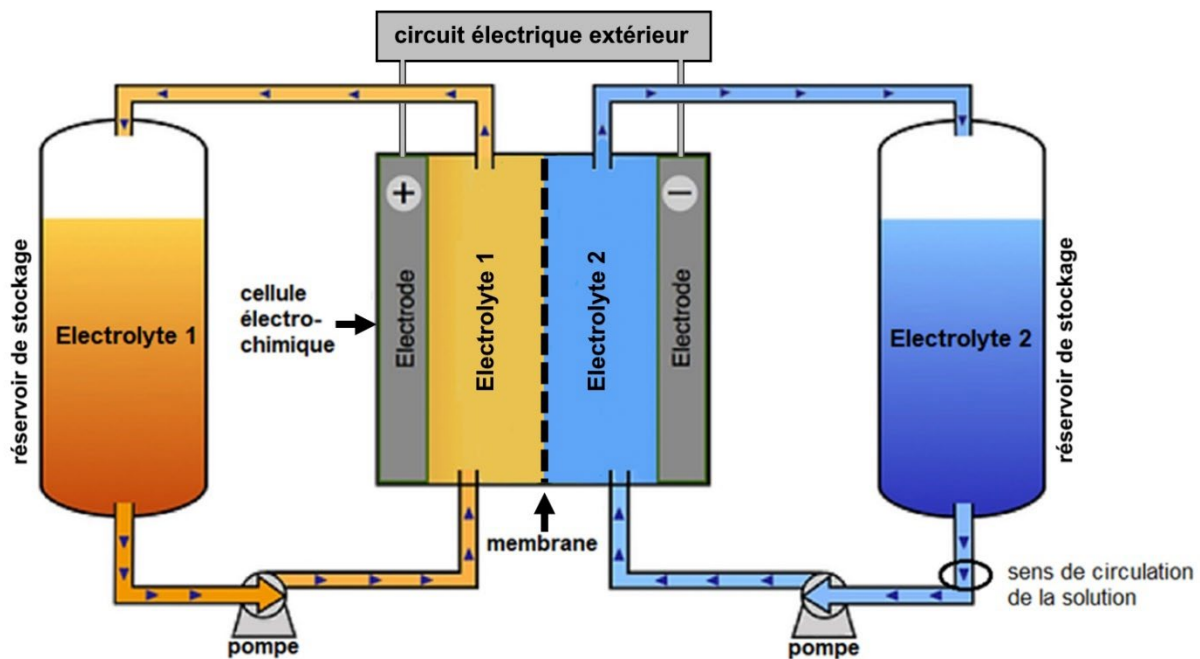 circuit électrique extérieur
réservoir de stockage
Electrolyte 1
cellule
électro-
chimique
+
Electrode
Electrolyte 1
Electrolyte 2
−
Electrode
Electrolyte 2
réservoir de stockage
membrane
pompe
pompe
sens de circulation
de la solution